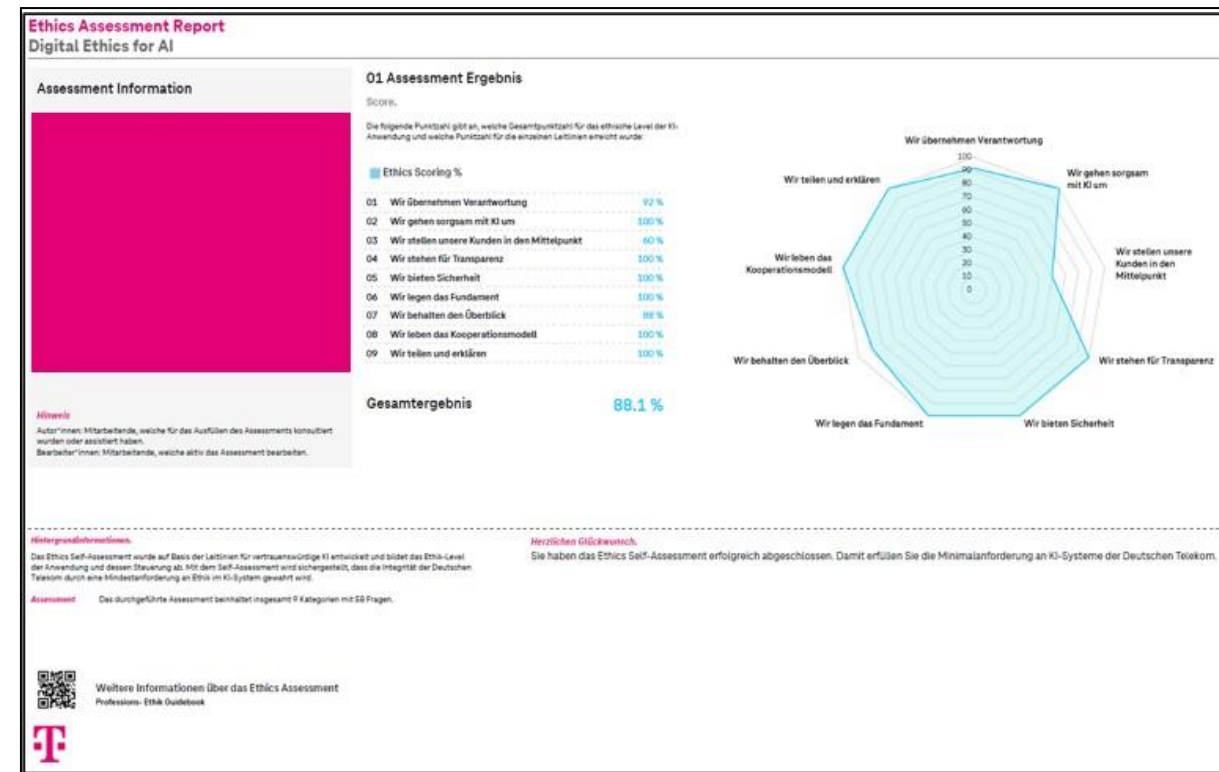 Ethics Assessment Report
Digital Ethics for AI
Assessment Information
Hinweis
Autor*innen: Mitarbeitende, welche für das Ausfüllen des Assessments konsultiert
wurden oder assistiert haben.
Bearbeiter*innen: Mitarbeitende, welche aktiv das Assessment bearbeiten.
01 Assessment Ergebnis
Score.
Die folgende Punktzahl gibt an, welche Gesamtpunktzahl für das ethische Level der KI-
Anwendung und welche Punktzahl für die einzelnen Leitlinien erreicht wurde:
Ethics Scoring %
01 Wir übernehmen Verantwortung 92 %
02 Wir gehen sorgsam mit KI um 100 %
03 Wir stellen unsere Kunden in den Mittelpunkt 60 %
04 Wir stehen für Transparenz 100 %
05 Wir bieten Sicherheit 100 %
06 Wir legen das Fundament 100 %
07 Wir behalten den Überblick 88 %
08 Wir leben das Kooperationsmodell 100 %
09 Wir teilen und erklären 100 %
Gesamtergebnis 88.1 %
Wir übernehmen Verantwortung
Wir gehen sorgsam
mit KI um
Wir stellen unsere
Kunden in den
Mittelpunkt
Wir stehen für Transparenz
Wir bieten Sicherheit
Wir legen das Fundament
Wir behalten den Überblick
Wir leben das
Kooperationsmodell
Wir teilen und erklären
100
90
80
70
60
50
40
30
20
10
0
Hintergrundinformationen.
Das Ethics Self-Assessment wurde auf Basis der Leitlinien für vertrauenswürdige KI entwickelt und bildet das Ethik-Level
der Anwendung und dessen Steuerung ab. Mit dem Self-Assessment wird sichergestellt, dass die Integrität der Deutschen
Telekom durch eine Mindestanforderung an Ethik im KI-System gewahrt wird.
Assessment Das durchgeführte Assessment beinhaltet insgesamt 9 Kategorien mit 58 Fragen.
Herzlichen Glückwunsch.
Sie haben das Ethics Self-Assessment erfolgreich abgeschlossen. Damit erfüllen Sie die Minimalanforderung an KI-Systeme der Deutschen Telekom.
Weitere Informationen über das Ethics Assessment
Professions- Ethik Guidebook
T